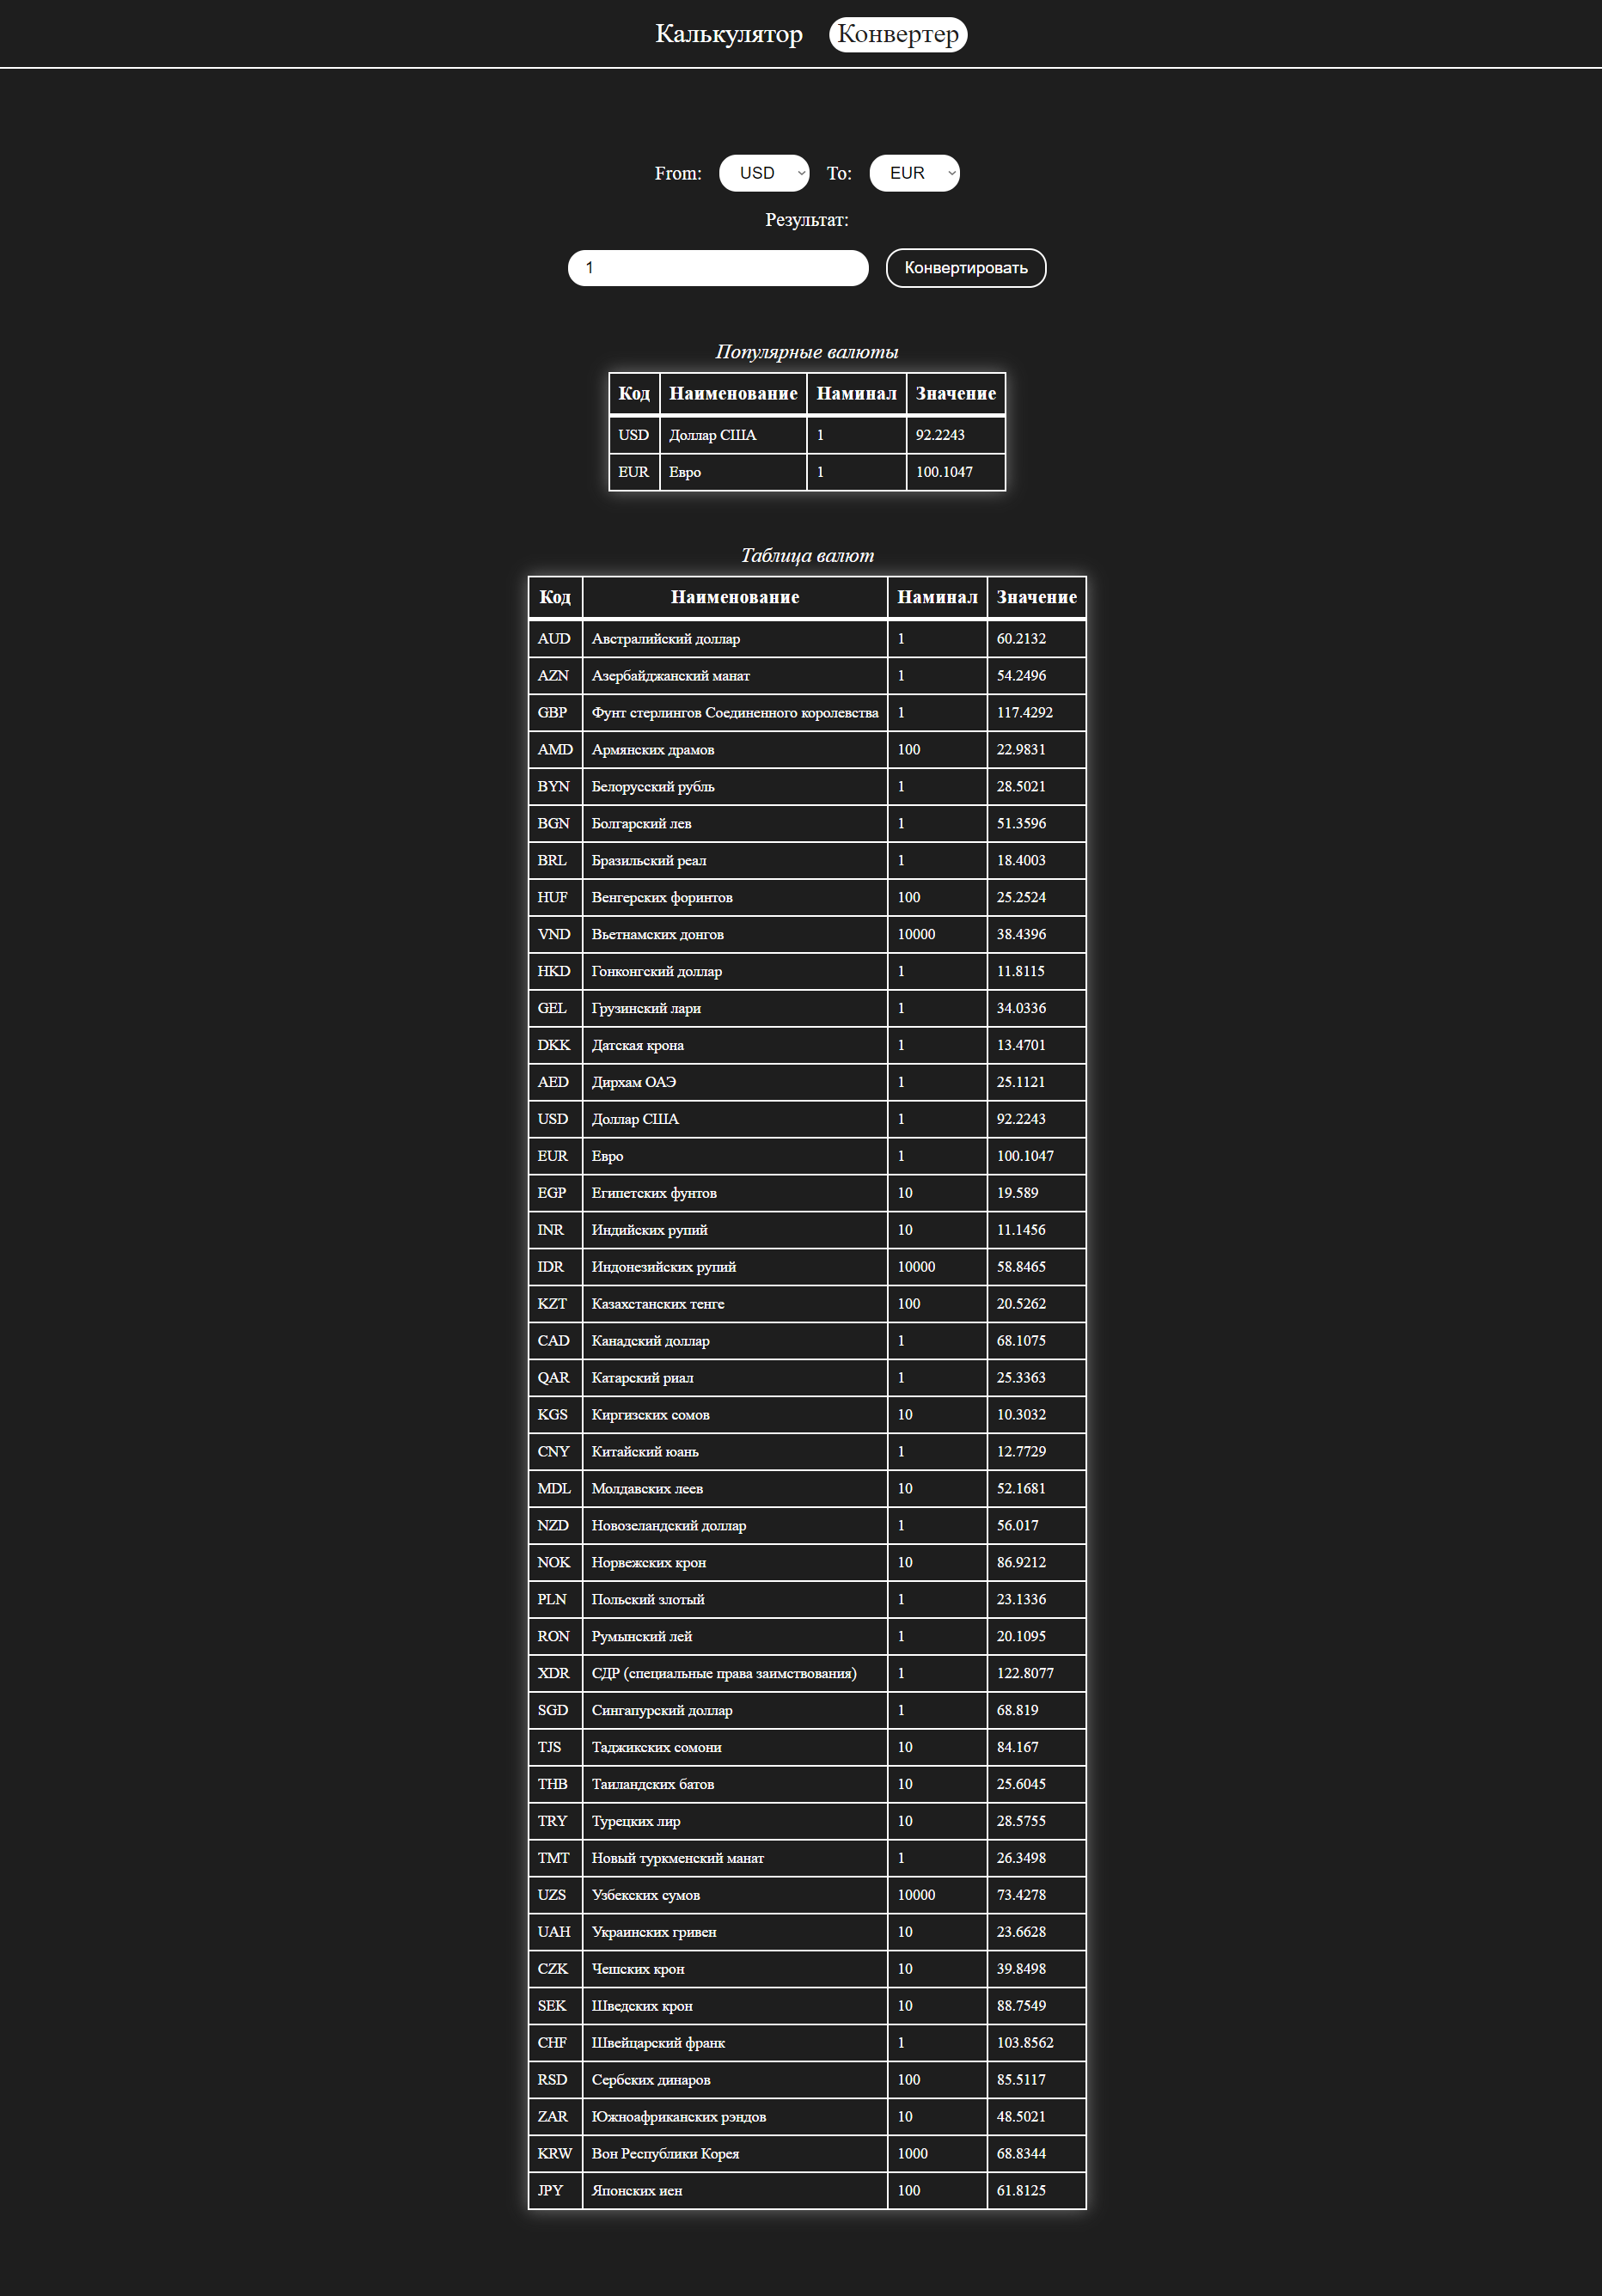 Калькулятор Конвертер
From: USD To: EUR
Результат:
1 Конвертировать
Популярные валюты
Код Наименование Наминал Значение
USD Доллар США 1 92.2243
EUR Евро 1 100.1047
Таблица валют
Код Наименование Наминал Значение
AUD Австралийский доллар 1 60.2132
AZN Азербайджанский манат 1 54.2496
GBP Фунт стерлингов Соединенного королевства 1 117.4292
AMD Армянских драмов 100 22.9831
BYN Белорусский рубль 1 28.5021
BGN Болгарский лев 1 51.3596
BRL Бразильский реал 1 18.4003
HUF Венгерских форинтов 100 25.2524
VND Вьетнамских донгов 10000 38.4396
HKD Гонконгский доллар 1 11.8115
GEL Грузинский лари 1 34.0336
DKK Датская крона 1 13.4701
AED Дирхам ОАЭ 1 25.1121
USD Доллар США 1 92.2243
EUR Евро 1 100.1047
EGP Египетских фунтов 10 19.589
INR Индийских рупий 10 11.1456
IDR Индонезийских рупий 10000 58.8465
KZT Казахстанских тенге 100 20.5262
CAD Канадский доллар 1 68.1075
QAR Катарский риал 1 25.3363
KGS Киргизских сомов 10 10.3032
CNY Китайский юань 1 12.7729
MDL Молдавских леев 10 52.1681
NZD Новозеландский доллар 1 56.017
NOK Норвежских крон 10 86.9212
PLN Польский злотый 1 23.1336
RON Румынский лей 1 20.1095
XDR СДР (специальные права заимствования) 1 122.8077
SGD Сингапурский доллар 1 68.819
TJS Таджикских сомони 10 84.167
THB Таиландских батов 10 25.6045
TRY Турецких лир 10 28.5755
TMT Новый туркменский манат 1 26.3498
UZS Узбекских сумов 10000 73.4278
UAH Украинских гривен 10 23.6628
CZK Чешских крон 10 39.8498
SEK Шведских крон 10 88.7549
CHF Швейцарский франк 1 103.8562
RSD Сербских динаров 100 85.5117
ZAR Южноафриканских рэндов 10 48.5021
KRW Вон Республики Корея 1000 68.8344
JPY Японских иен 100 61.8125